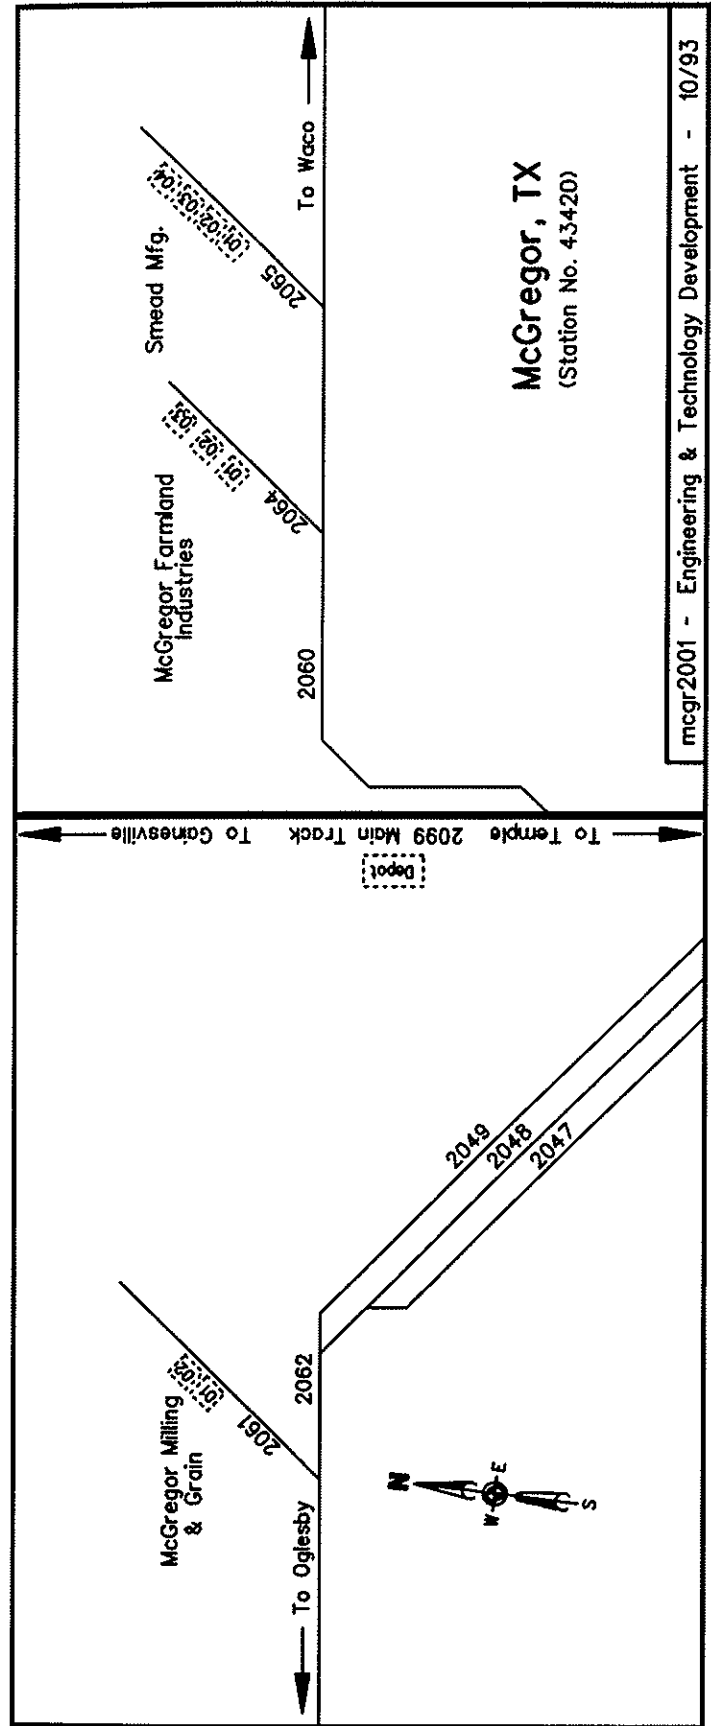 McGregor Milling
& Grain
01 02
2061
2062
To Oglesby
2049
2048
2047
N
W E
S
Depot
To Temple 2099 Main Track To Gainesville
McGregor Farmland
Industries
01 02 03
2064
2060
Smead Mfg.
01 02 03 04
2065
To Waco
McGregor, TX
(Station No. 43420)
mcgr2001 - Engineering & Technology Development - 10/93